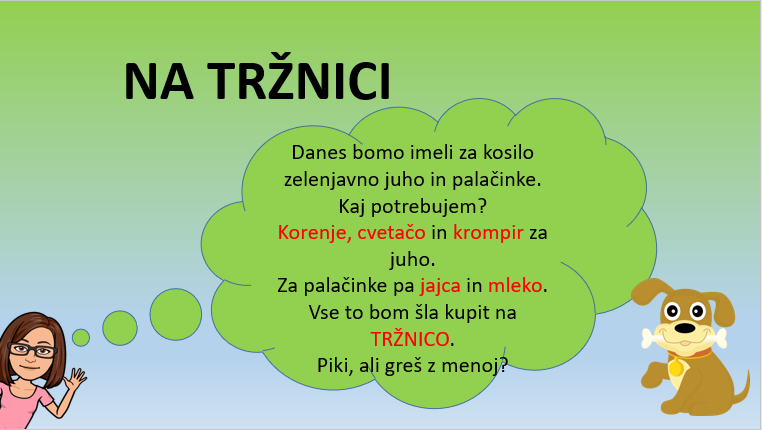 NA TRŽNICI
Danes bomo imeli za kosilo
zelenjavno juho in palačinke.
Kaj potrebujem?
Korenje, cvetačo in krompir za
juho.
Za palačinke pa jajca in mleko.
Vse to bom šla kupit na
TRŽNICO.
Piki, ali greš z menoj?